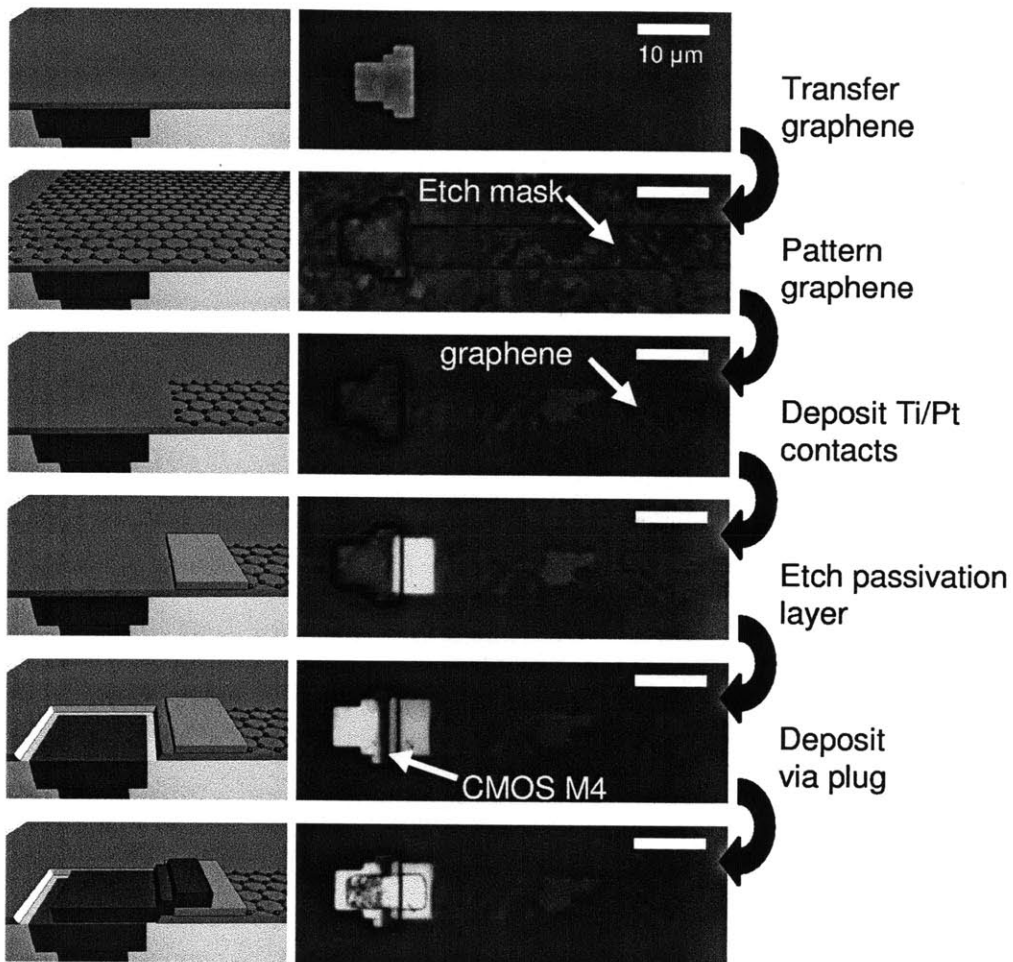 10 µm
Transfer
graphene
Etch mask
Pattern
graphene
graphene
Deposit Ti/Pt
contacts
Etch passivation
layer
CMOS M4
Deposit
via plug